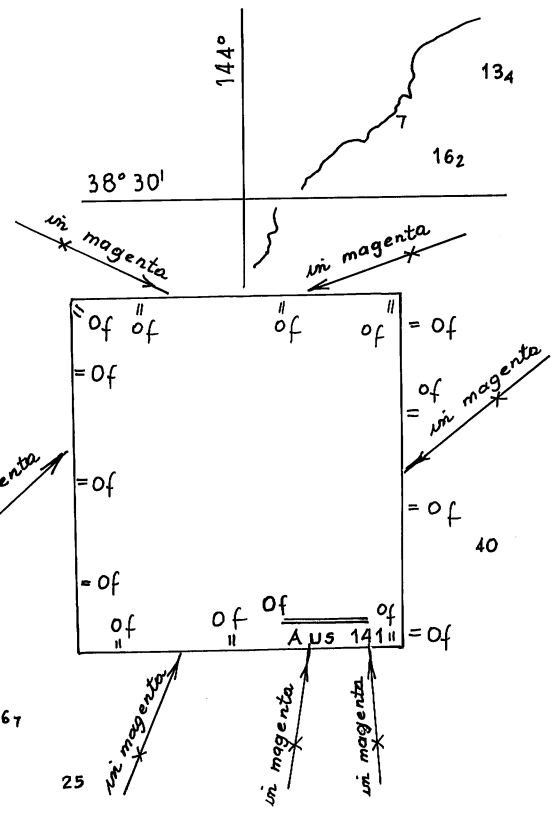 144°
13₄
7
16₂
38° 30'
in magenta
in magenta
" Of
" Of
" Of
" Of
= Of
= Of
= Of
in magenta
enta
= Of
= Of
40
= Of
Of
Of
Of
Of
"
"
Aus 141"
= Of
6₇
in magenta
in magenta
in magenta
25